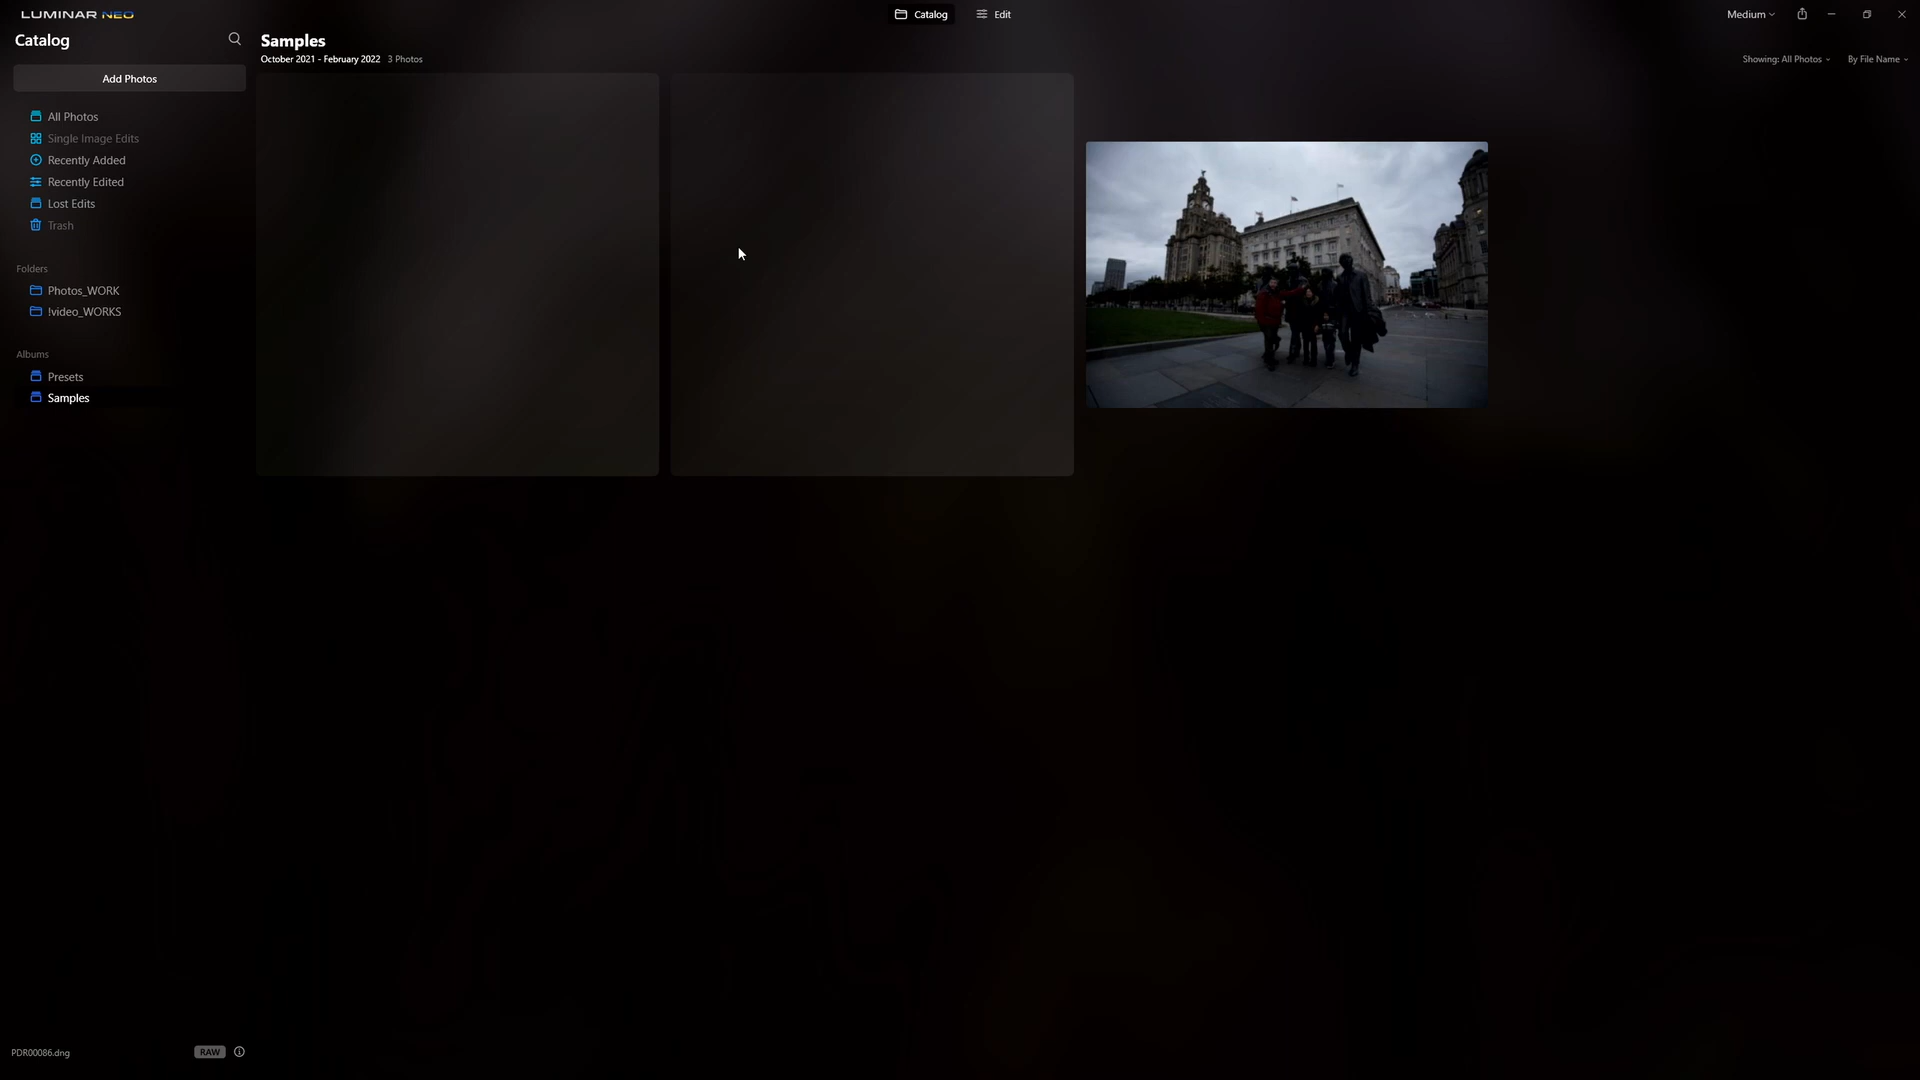 LUMINAR NEO
Catalog
Edit
Medium
Catalog
Samples
October 2021 - February 2022 3 Photos
Showing: All Photos
By File Name
Add Photos
All Photos
Single Image Edits
Recently Added
Recently Edited
Lost Edits
Trash
Folders
Photos_WORK
!video_WORKS
Albums
Presets
Samples
PDR00086.dng
RAW